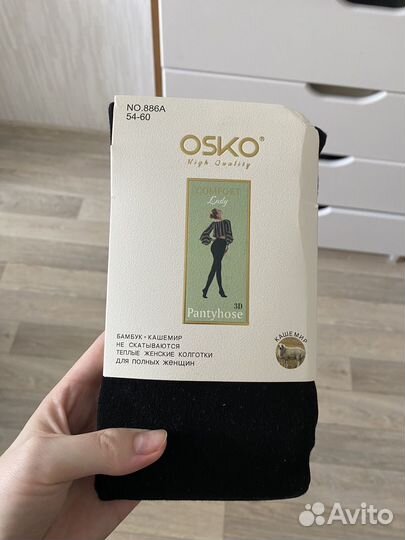 NO.886A
54-60
OSKO®
High Quality
COMFORT
Lady
3D
Pantyhose
БАМБУК • КАШЕМИР
НЕ СКАТЫВАЮТСЯ
ТЕПЛЫЕ ЖЕНСКИЕ КОЛГОТКИ
ДЛЯ ПОЛНЫХ ЖЕНЩИН
КАШЕМИР
Avito